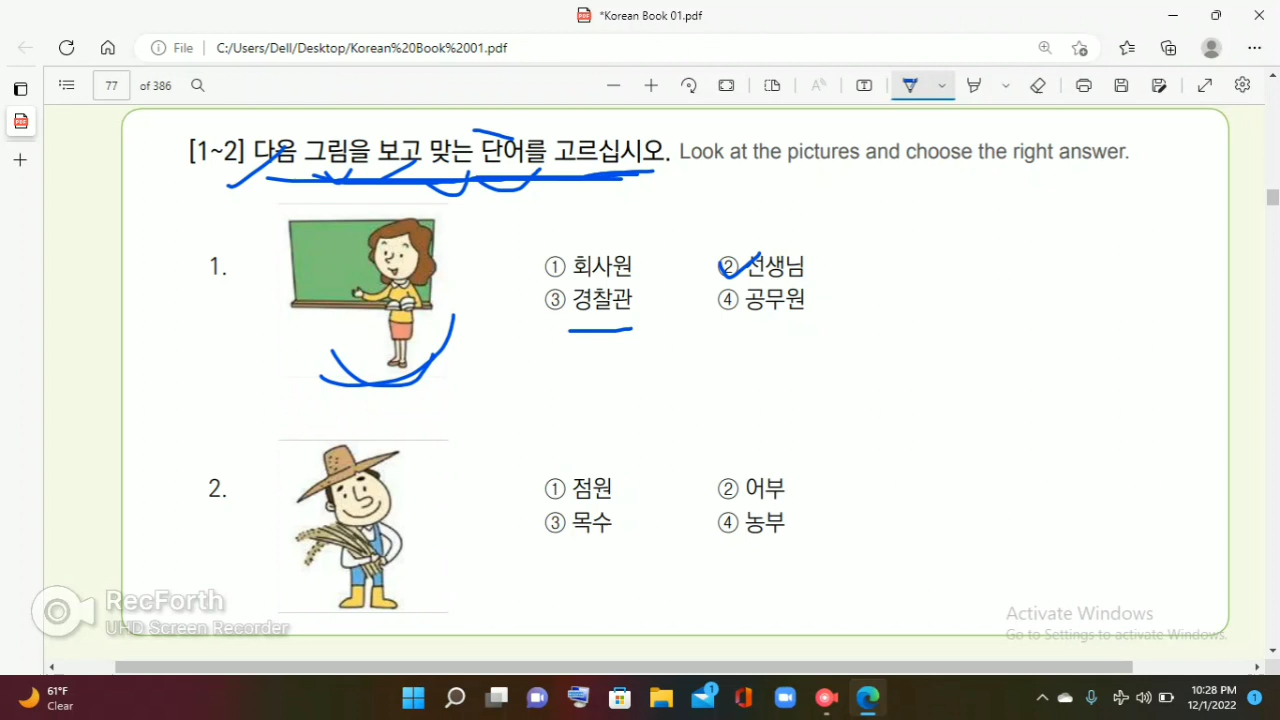 *Korean Book 01.pdf
File C:/Users/Dell/Desktop/Korean%20Book%2001.pdf
77 of 386
[1~2] 다음 그림을 보고 맞는 단어를 고르십시오. Look at the pictures and choose the right answer.
1.
① 회사원 ② 선생님
③ 경찰관 ④ 공무원
2.
① 점원 ② 어부
③ 목수 ④ 농부
RecForth
UHD Screen Recorder
Activate Windows
Go to Settings to activate Windows.
61°F
Clear
1
10:28 PM
12/1/2022
1